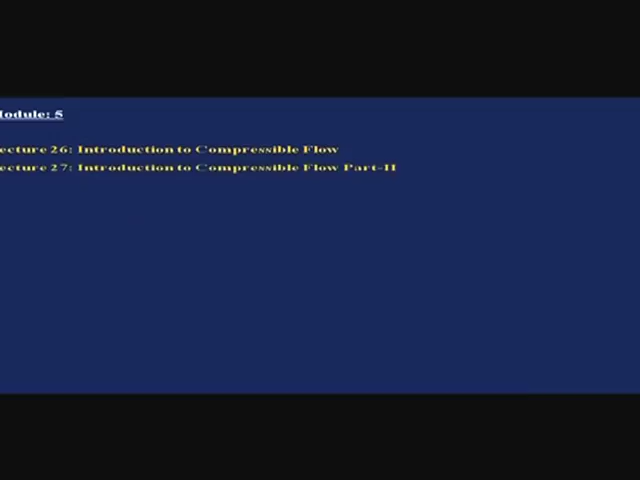 odule: 5
ecture 26: Introduction to Compressible Flow
ecture 27: Introduction to Compressible Flow Part-II